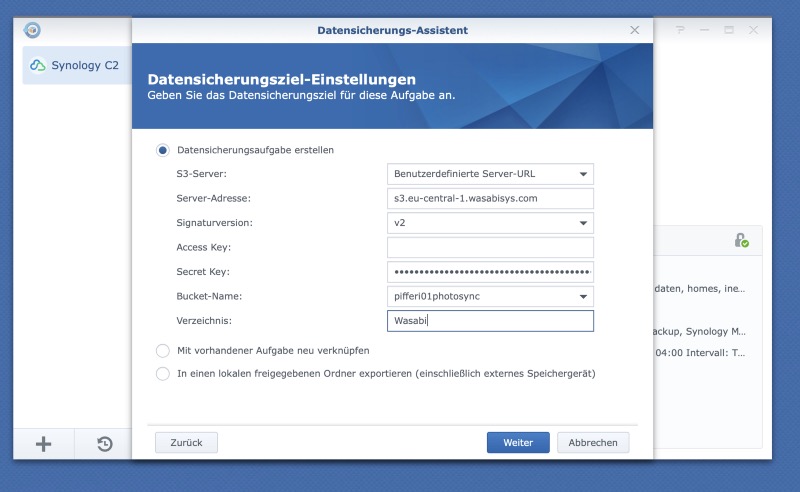 Datensicherungs-Assistent
Synology C2
Datensicherungsziel-Einstellungen
Geben Sie das Datensicherungsziel für diese Aufgabe an.
Datensicherungsaufgabe erstellen
S3-Server: Benutzerdefinierte Server-URL
Server-Adresse: s3.eu-central-1.wasabisys.com
Signaturversion: v2
Access Key:
Secret Key: ••••••••••••••••••••••••••••••••••••••••
Bucket-Name: pifferi01photosync
Verzeichnis: Wasabi
Mit vorhandener Aufgabe neu verknüpfen
In einen lokalen freigegebenen Ordner exportieren (einschließlich externes Speichergerät)
daten, homes, ine...
ackup, Synology M...
04:00 Intervall: T...
Zurück Weiter Abbrechen